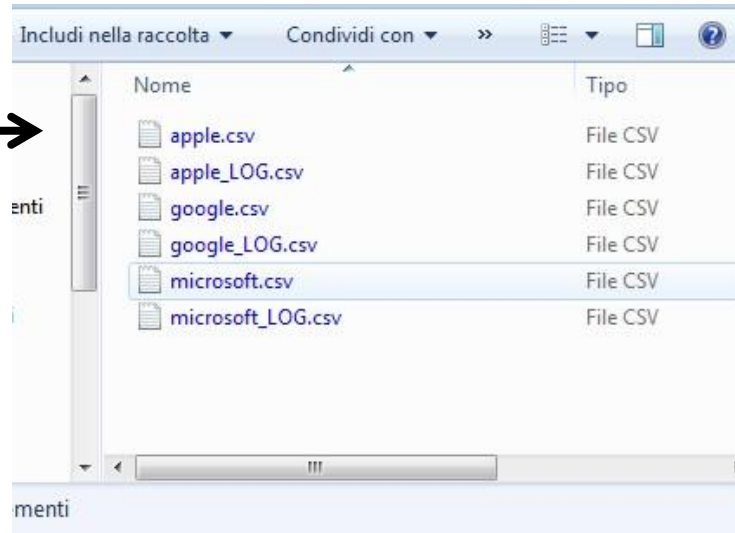 Includi nella raccolta Condividi con »
Nome Tipo
apple.csv File CSV
apple_LOG.csv File CSV
enti
google.csv File CSV
google_LOG.csv File CSV
microsoft.csv File CSV
microsoft_LOG.csv File CSV
menti